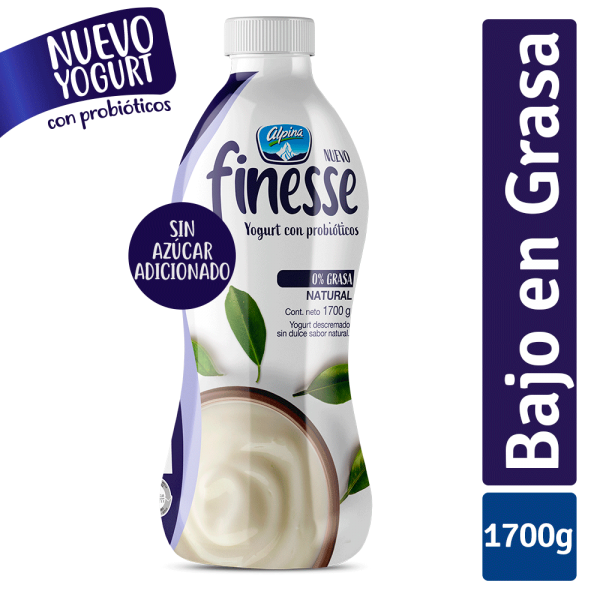 NUEVO
YOGURT
con probióticos
Alpina
NUEVO
finesse
Yogurt con probióticos
SIN
AZÚCAR
ADICIONADO
0% GRASA
NATURAL
Cont. neto 1700 g
Yogurt descremado
sin dulce sabor natural.
Bajo en Grasa
1700g